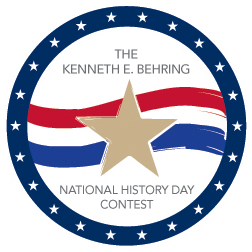 THE
KENNETH E. BEHRING
NATIONAL HISTORY DAY
CONTEST